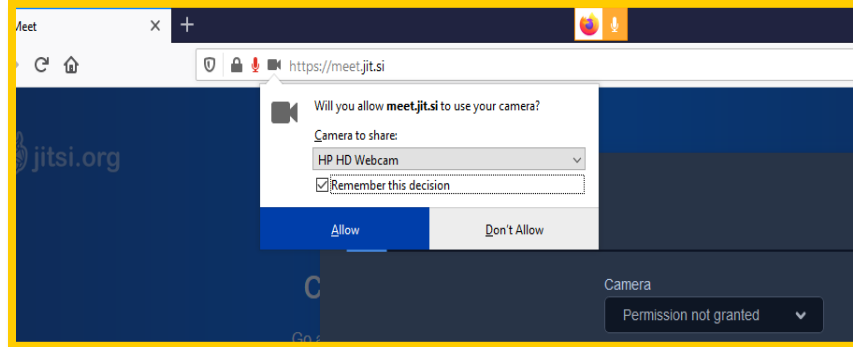 Meet
https://meet.jit.si
Will you allow meet.jit.si to use your camera?
Camera to share:
HP HD Webcam
Remember this decision
Allow
Don't Allow
jitsi.org
Camera
Permission not granted